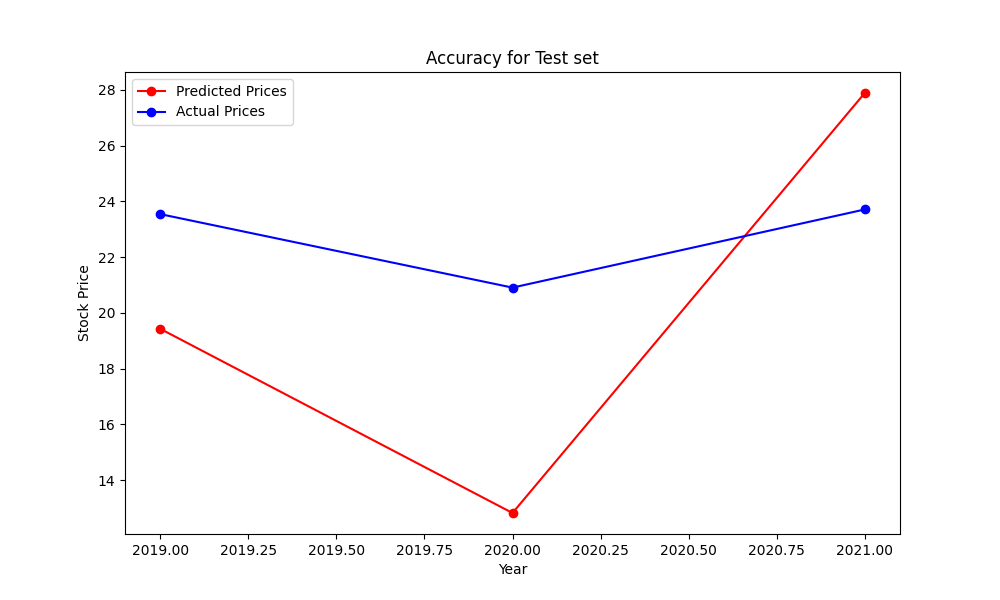 Accuracy for Test set
Predicted Prices
Actual Prices
28
26
24
22
20
18
16
14
Stock Price
2019.00 2019.25 2019.50 2019.75 2020.00 2020.25 2020.50 2020.75 2021.00
Year